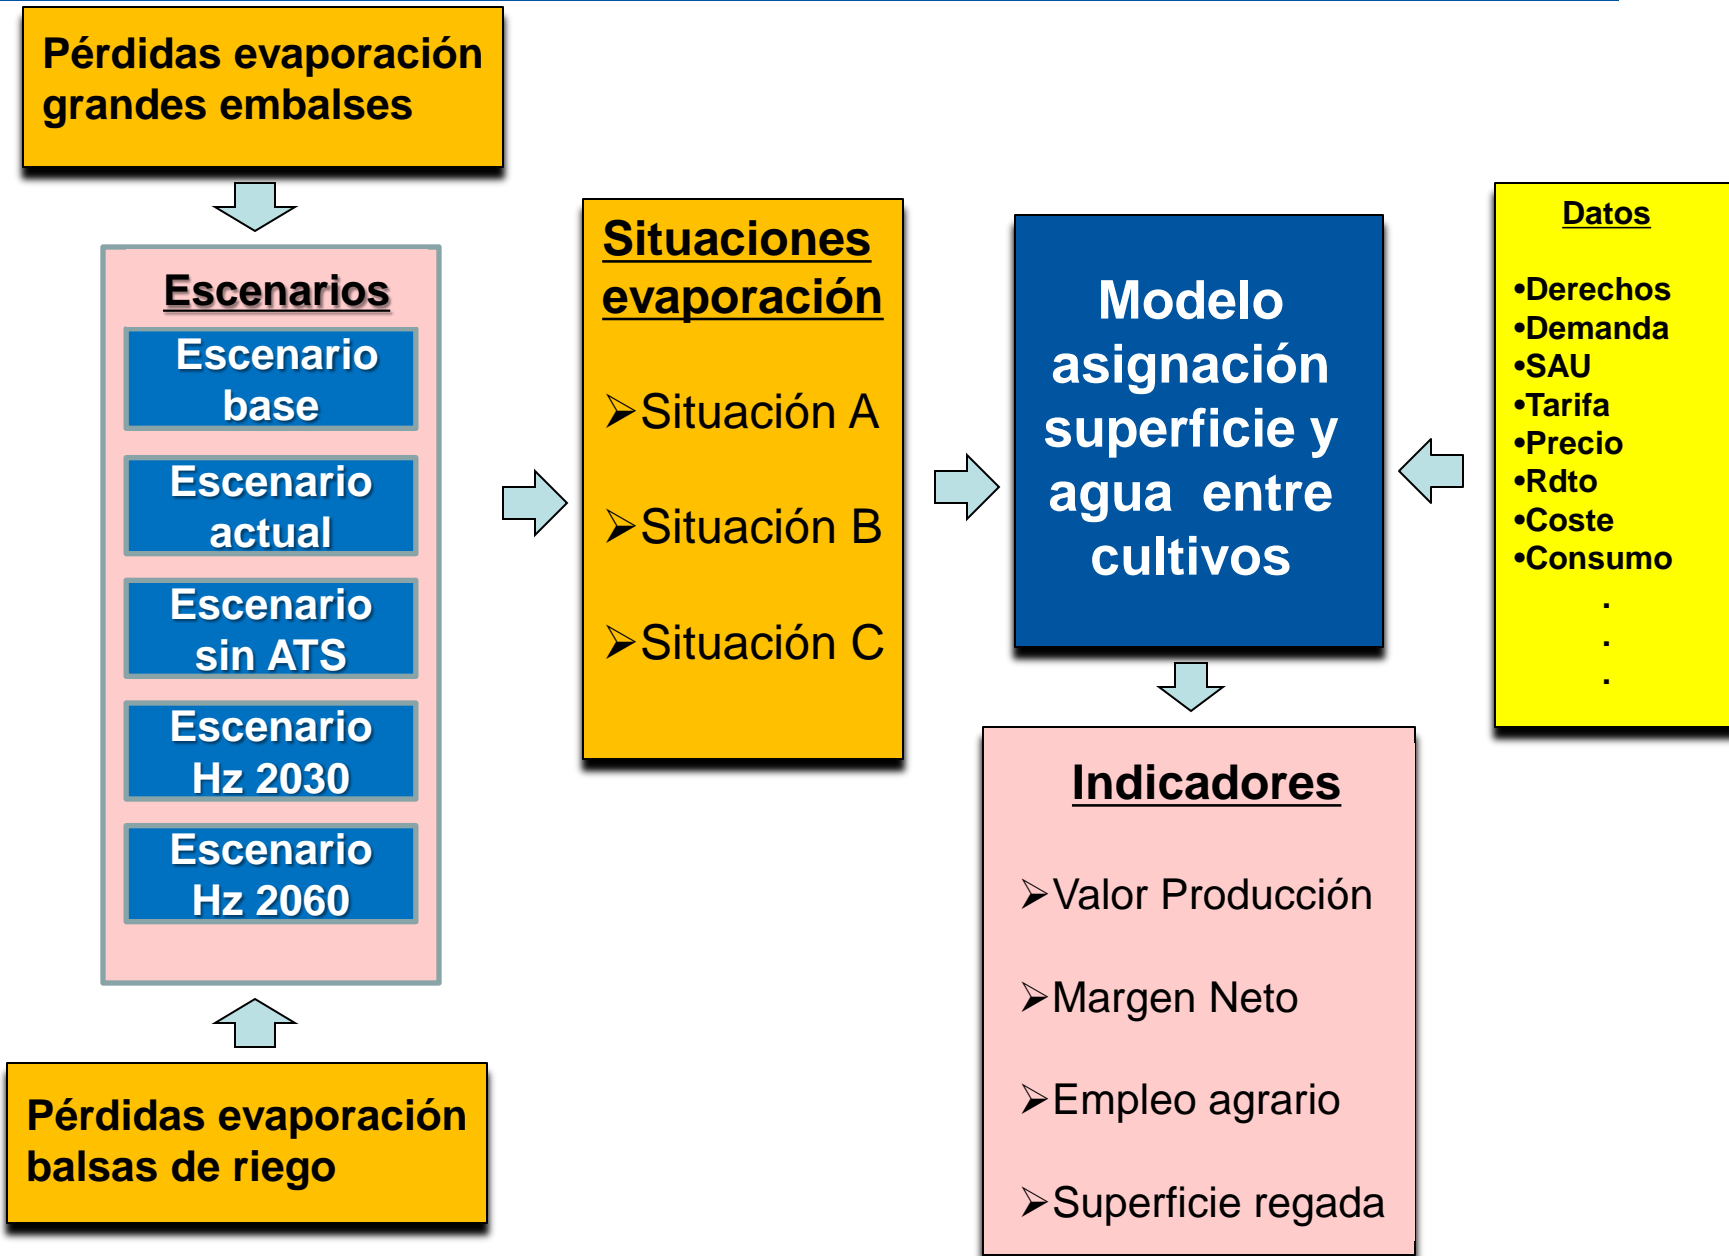 Pérdidas evaporación
grandes embalses
Escenarios
Escenario
base
Escenario
actual
Escenario
sin ATS
Escenario
Hz 2030
Escenario
Hz 2060
Pérdidas evaporación
balsas de riego
Situaciones
evaporación
➢Situación A
➢Situación B
➢Situación C
Modelo
asignación
superficie y
agua entre
cultivos
Datos
•Derechos
•Demanda
•SAU
•Tarifa
•Precio
•Rdto
•Coste
•Consumo
.
.
.
Indicadores
➢Valor Producción
➢Margen Neto
➢Empleo agrario
➢Superficie regada